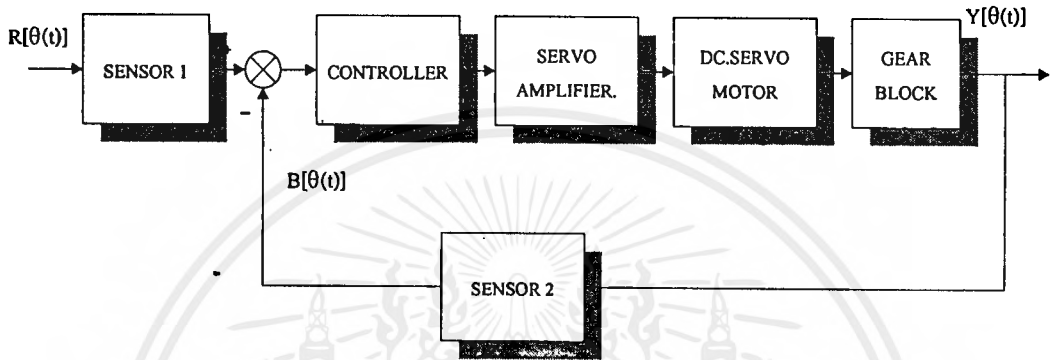 R[θ(t)]
Y[θ(t)]
SENSOR 1
+
CONTROLLER
SERVO
AMPLIFIER.
DC.SERVO
MOTOR
GEAR
BLOCK
-
B[θ(t)]
SENSOR 2